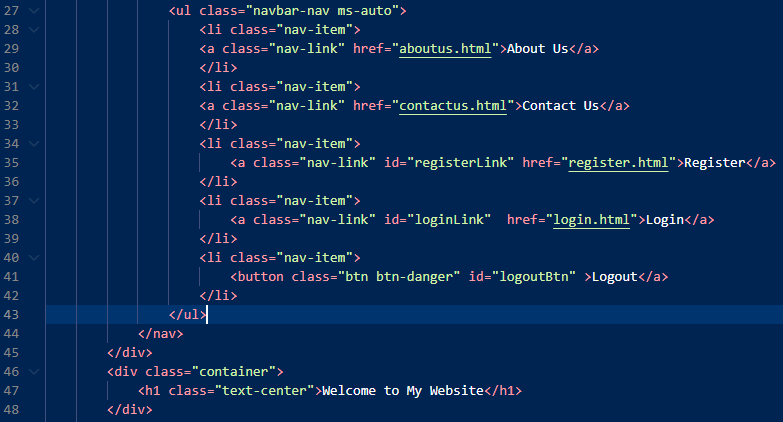 27 <ul class="navbar-nav ms-auto">
28 <li class="nav-item">
29 <a class="nav-link" href="aboutus.html">About Us</a>
30 </li>
31 <li class="nav-item">
32 <a class="nav-link" href="contactus.html">Contact Us</a>
33 </li>
34 <li class="nav-item">
35 <a class="nav-link" id="registerLink" href="register.html">Register</a>
36 </li>
37 <li class="nav-item">
38 <a class="nav-link" id="loginLink"  href="login.html">Login</a>
39 </li>
40 <li class="nav-item">
41 <button class="btn btn-danger" id="logoutBtn" >Logout</a>
42 </li>
43 </ul>
44 </nav>
45 </div>
46 <div class="container">
47 <h1 class="text-center">Welcome to My Website</h1>
48 </div>